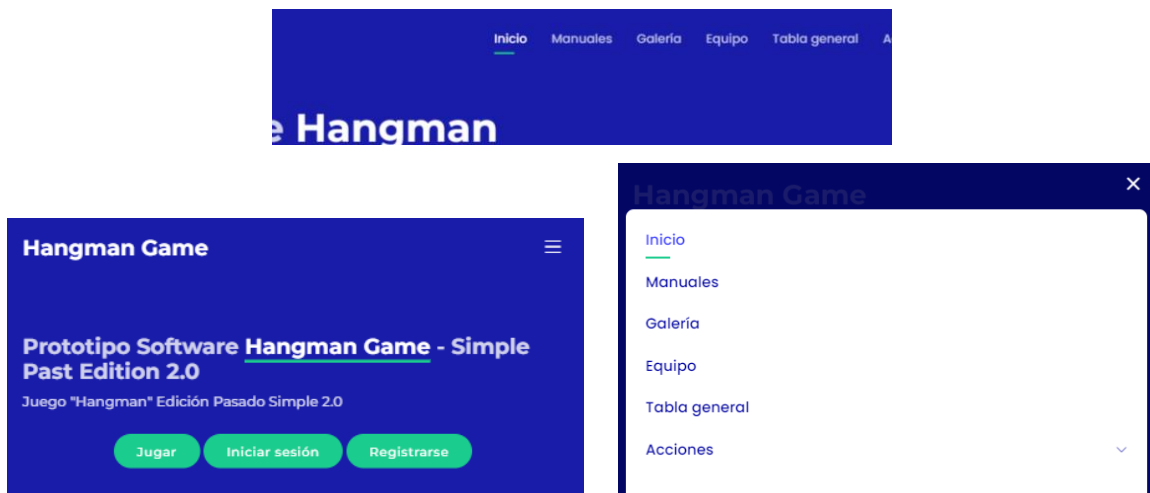 Inicio Manuales Galería Equipo Tabla general A
e Hangman
Hangman Game
Prototipo Software Hangman Game - Simple
Past Edition 2.0
Juego "Hangman" Edición Pasado Simple 2.0
Jugar Iniciar sesión Registrarse
Hangman Game
Inicio
Manuales
Galería
Equipo
Tabla general
Acciones